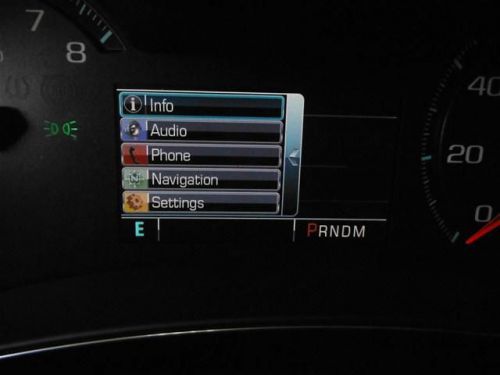 7
8
40
20
0
Info
Audio
Phone
Navigation
Settings
E
PRNDM